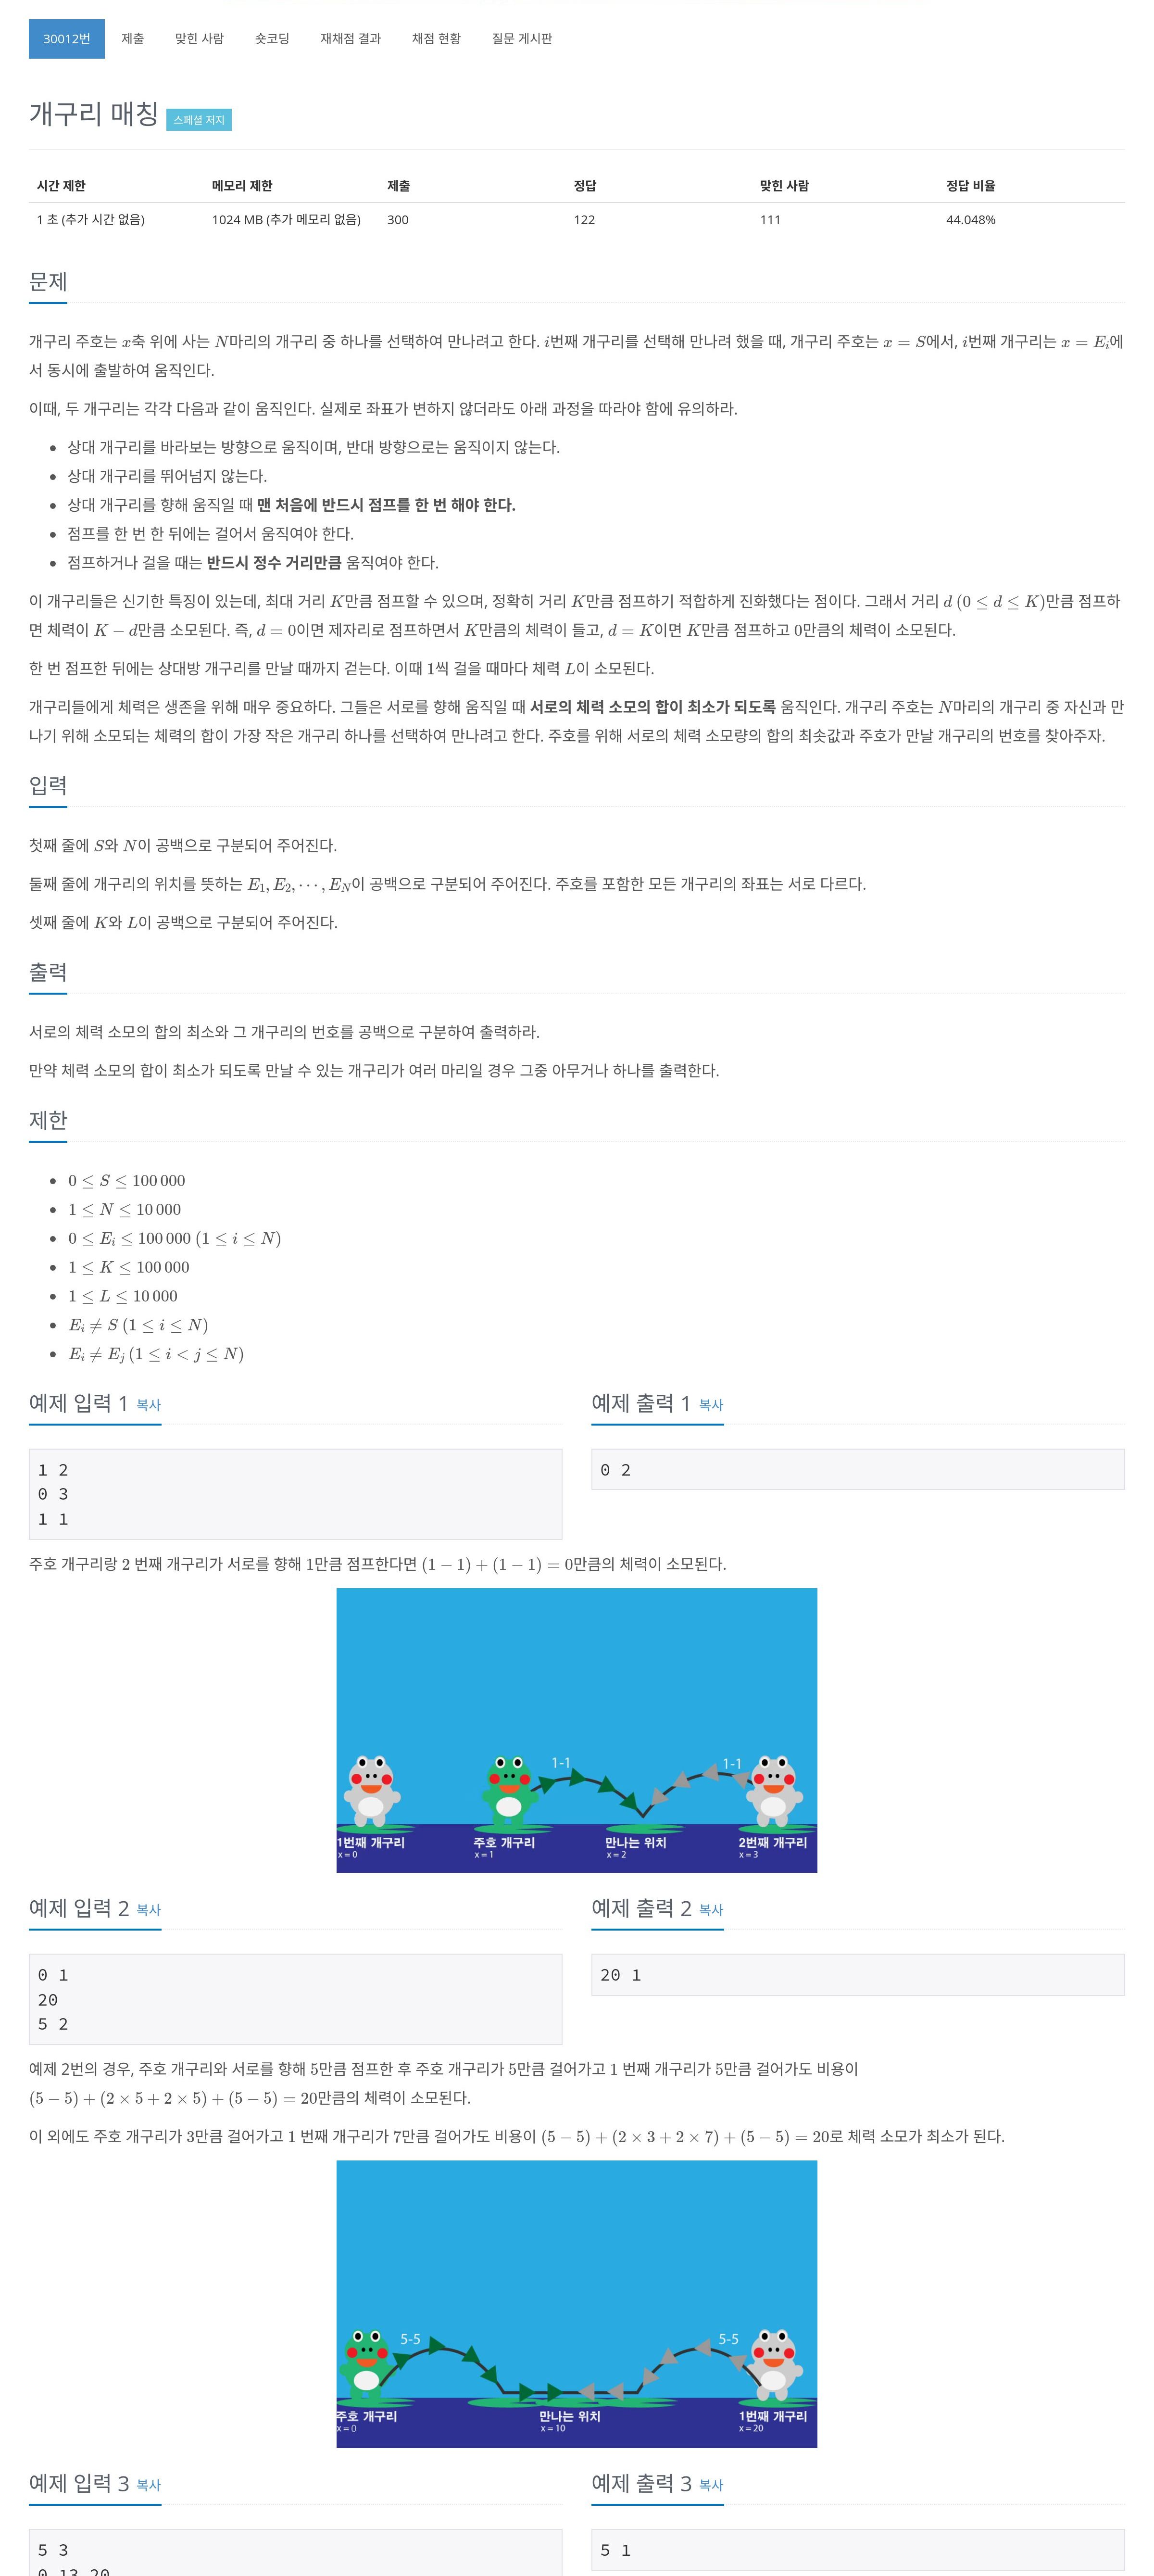 30012번 제출 맞힌 사람 숏코딩 재채점 결과 채점 현황 질문 게시판
개구리 매칭 스페셜 저지
시간 제한 메모리 제한 제출 정답 맞힌 사람 정답 비율
1 초 (추가 시간 없음) 1024 MB (추가 메모리 없음) 300 122 111 44.048%
문제
개구리 주호는 x축 위에 사는 N마리의 개구리 중 하나를 선택하여 만나려고 한다. i번째 개구리를 선택해 만나려 했을 때, 개구리 주호는 x = S에서, i번째 개구리는 x = E_i에
서 동시에 출발하여 움직인다.
이때, 두 개구리는 각각 다음과 같이 움직인다. 실제로 좌표가 변하지 않더라도 아래 과정을 따라야 함에 유의하라.
• 상대 개구리를 바라보는 방향으로 움직이며, 반대 방향으로는 움직이지 않는다.
• 상대 개구리를 뛰어넘지 않는다.
• 상대 개구리를 향해 움직일 때 맨 처음에 반드시 점프를 한 번 해야 한다.
• 점프를 한 번 한 뒤에는 걸어서 움직여야 한다.
• 점프하거나 걸을 때는 반드시 정수 거리만큼 움직여야 한다.
이 개구리들은 신기한 특징이 있는데, 최대 거리 K만큼 점프할 수 있으며, 정확히 거리 K만큼 점프하기 적합하게 진화했다는 점이다. 그래서 거리 d (0 ≤ d ≤ K)만큼 점프하
면 체력이 K − d만큼 소모된다. 즉, d = 0이면 제자리로 점프하면서 K만큼의 체력이 들고, d = K이면 K만큼 점프하고 0만큼의 체력이 소모된다.
한 번 점프한 뒤에는 상대방 개구리를 만날 때까지 걷는다. 이때 1씩 걸을 때마다 체력 L이 소모된다.
개구리들에게 체력은 생존을 위해 매우 중요하다. 그들은 서로를 향해 움직일 때 서로의 체력 소모의 합이 최소가 되도록 움직인다. 개구리 주호는 N마리의 개구리 중 자신과 만
나기 위해 소모되는 체력의 합이 가장 작은 개구리 하나를 선택하여 만나려고 한다. 주호를 위해 서로의 체력 소모량의 합의 최솟값과 주호가 만날 개구리의 번호를 찾아주자.
입력
첫째 줄에 S와 N이 공백으로 구분되어 주어진다.
둘째 줄에 개구리의 위치를 뜻하는 E_1, E_2, ⋯, E_N이 공백으로 구분되어 주어진다. 주호를 포함한 모든 개구리의 좌표는 서로 다르다.
셋째 줄에 K와 L이 공백으로 구분되어 주어진다.
출력
서로의 체력 소모의 합의 최소와 그 개구리의 번호를 공백으로 구분하여 출력하라.
만약 체력 소모의 합이 최소가 되도록 만날 수 있는 개구리가 여러 마리일 경우 그중 아무거나 하나를 출력한다.
제한
• 0 ≤ S ≤ 100 000
• 1 ≤ N ≤ 10 000
• 0 ≤ E_i ≤ 100 000 (1 ≤ i ≤ N)
• 1 ≤ K ≤ 100 000
• 1 ≤ L ≤ 10 000
• E_i ≠ S (1 ≤ i ≤ N)
• E_i ≠ E_j (1 ≤ i < j ≤ N)
예제 입력 1 복사
1 2
0 3
1 1
예제 출력 1 복사
0 2
주호 개구리랑 2 번째 개구리가 서로를 향해 1만큼 점프한다면 (1 − 1) + (1 − 1) = 0만큼의 체력이 소모된다.
1-1 1-1
1번째 개구리 주호 개구리 만나는 위치 2번째 개구리
x = 0 x = 1 x = 2 x = 3
예제 입력 2 복사
0 1
20
5 2
예제 출력 2 복사
20 1
예제 2번의 경우, 주호 개구리와 서로를 향해 5만큼 점프한 후 주호 개구리가 5만큼 걸어가고 1 번째 개구리가 5만큼 걸어가도 비용이
(5 − 5) + (2 × 5 + 2 × 5) + (5 − 5) = 20만큼의 체력이 소모된다.
이 외에도 주호 개구리가 3만큼 걸어가고 1 번째 개구리가 7만큼 걸어가도 비용이 (5 − 5) + (2 × 3 + 2 × 7) + (5 − 5) = 20로 체력 소모가 최소가 된다.
5-5 5-5
주호 개구리 만나는 위치 1번째 개구리
x = 0 x = 10 x = 20
예제 입력 3 복사
5 3
0 13 20
예제 출력 3 복사
5 1